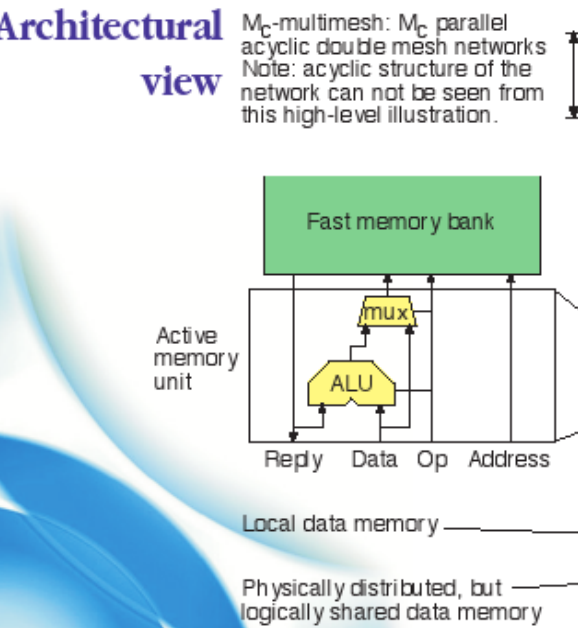 Architectural
view
M_C-multimesh: M_C parallel
acyclic double mesh networks
Note: acyclic structure of the
network can not be seen from
this high-level illustration.
Fast memory bank
mux
Active
memory
unit
ALU
Reply Data Op Address
Local data memory
Physically distributed, but
logically shared data memory